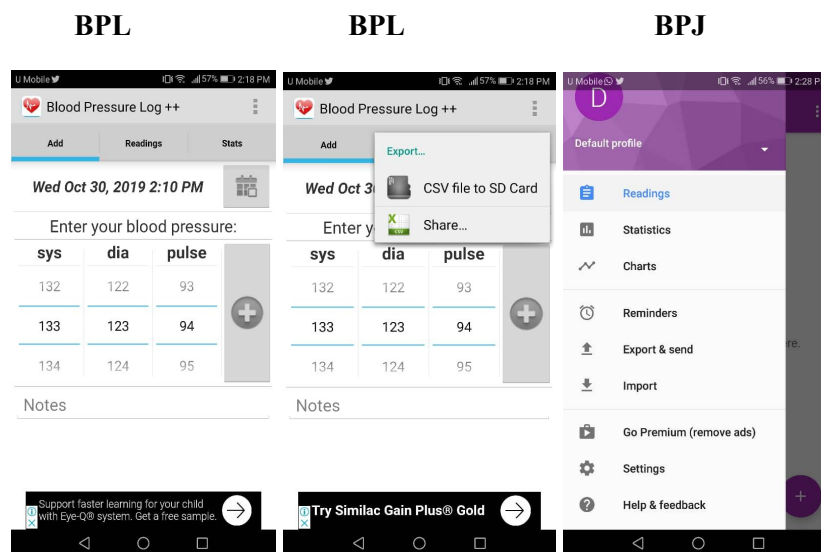 BPL
BPL
BPJ
U Mobile 57% 2:18 PM
Blood Pressure Log ++
Add Readings Stats
Wed Oct 30, 2019 2:10 PM
Enter your blood pressure:
sys dia pulse
132 122 93
133 123 94
134 124 95
Notes
Support faster learning for your child
with Eye-Q® system. Get a free sample.
U Mobile 57% 2:18 PM
Blood Pressure Log ++
Add
Export...
Wed Oct 3
CSV file to SD Card
Enter y
X
CSV
Share...
sys dia pulse
132 122 93
133 123 94
134 124 95
Notes
Try Similac Gain Plus® Gold
U Mobile 56% 2:28 P
D
Default profile
Readings
Statistics
Charts
Reminders
re.
Export & send
Import
Go Premium (remove ads)
Settings
Help & feedback